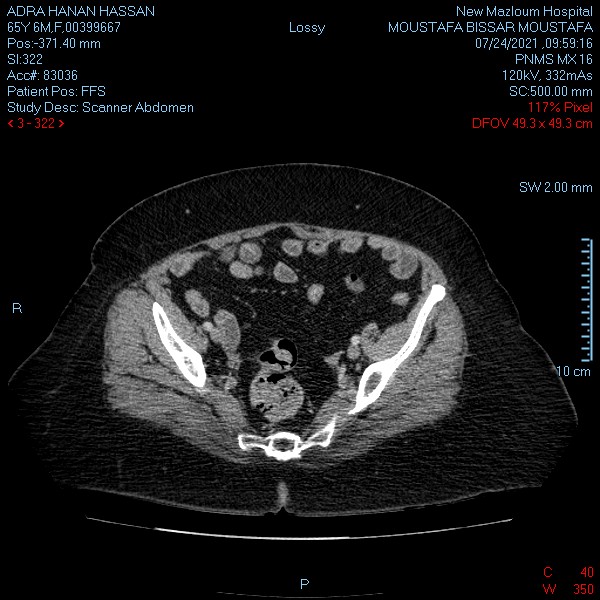 ADRA HANAN HASSAN
65Y 6M,F,00399667
Pos:-371.40 mm
SI:322
Acc#: 83036
Patient Pos: FFS
Study Desc: Scanner Abdomen
< 3 - 322 >
Lossy
New Mazloum Hospital
MOUSTAFA BISSAR MOUSTAFA
07/24/2021 ,09:59:16
PNMS MX 16
120kV, 332mAs
SC:500.00 mm
117% Pixel
DFOV 49.3 x 49.3 cm
SW 2.00 mm
R
10 cm
P
C 40
W 350